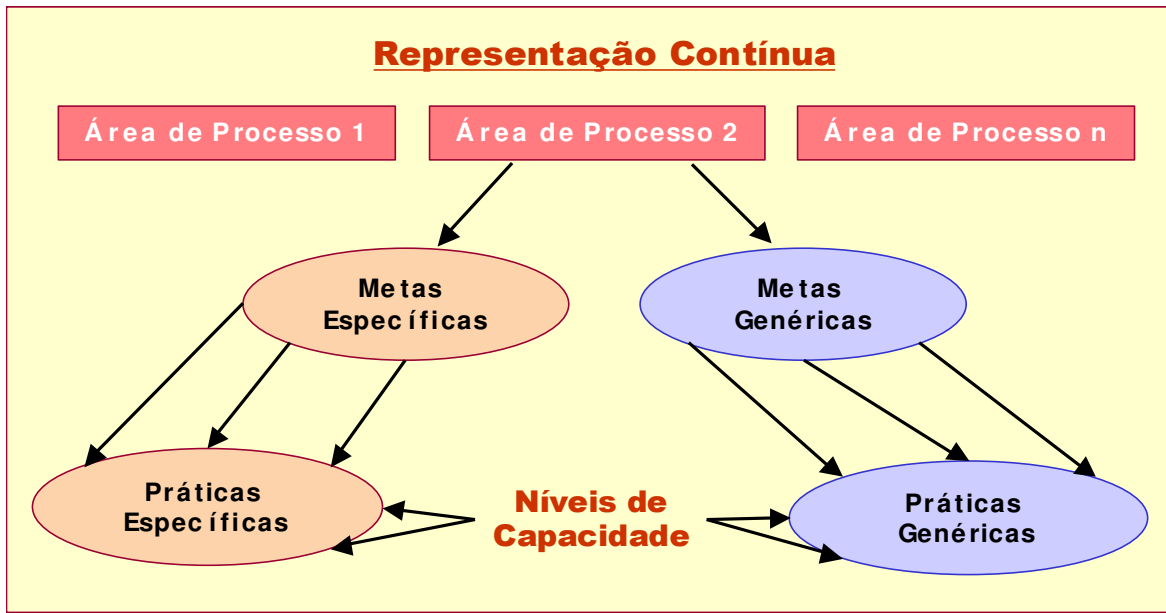 Representação Contínua
Área de Processo 1
Área de Processo 2
Área de Processo n
Metas
Específicas
Metas
Genéricas
Práticas
Específicas
Níveis de
Capacidade
Práticas
Genéricas